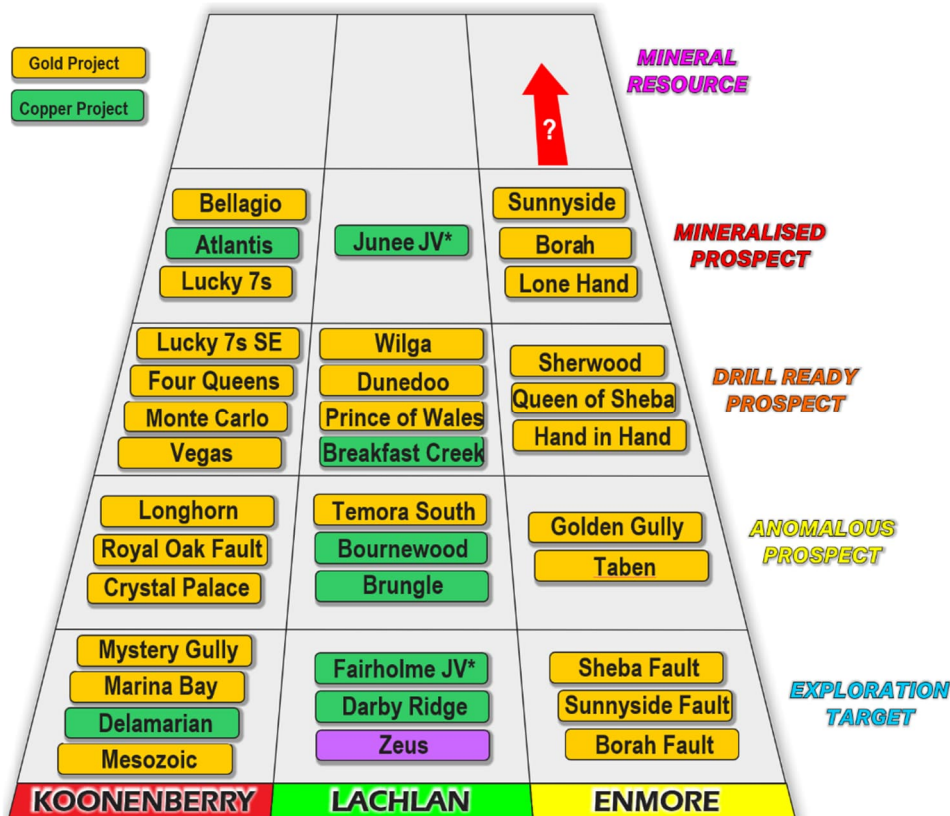 Gold Project
Copper Project
MINERAL
RESOURCE
?
Bellagio
Atlantis
Lucky 7s
Junee JV*
Sunnyside
Borah
Lone Hand
MINERALISED
PROSPECT
Lucky 7s SE
Four Queens
Monte Carlo
Vegas
Wilga
Dunedoo
Prince of Wales
Breakfast Creek
Sherwood
Queen of Sheba
Hand in Hand
DRILL READY
PROSPECT
Longhorn
Royal Oak Fault
Crystal Palace
Temora South
Bournewood
Brungle
Golden Gully
Taben
ANOMALOUS
PROSPECT
Mystery Gully
Marina Bay
Delamarian
Mesozoic
Fairholme JV*
Darby Ridge
Zeus
Sheba Fault
Sunnyside Fault
Borah Fault
EXPLORATION
TARGET
KOONENBERRY
LACHLAN
ENMORE